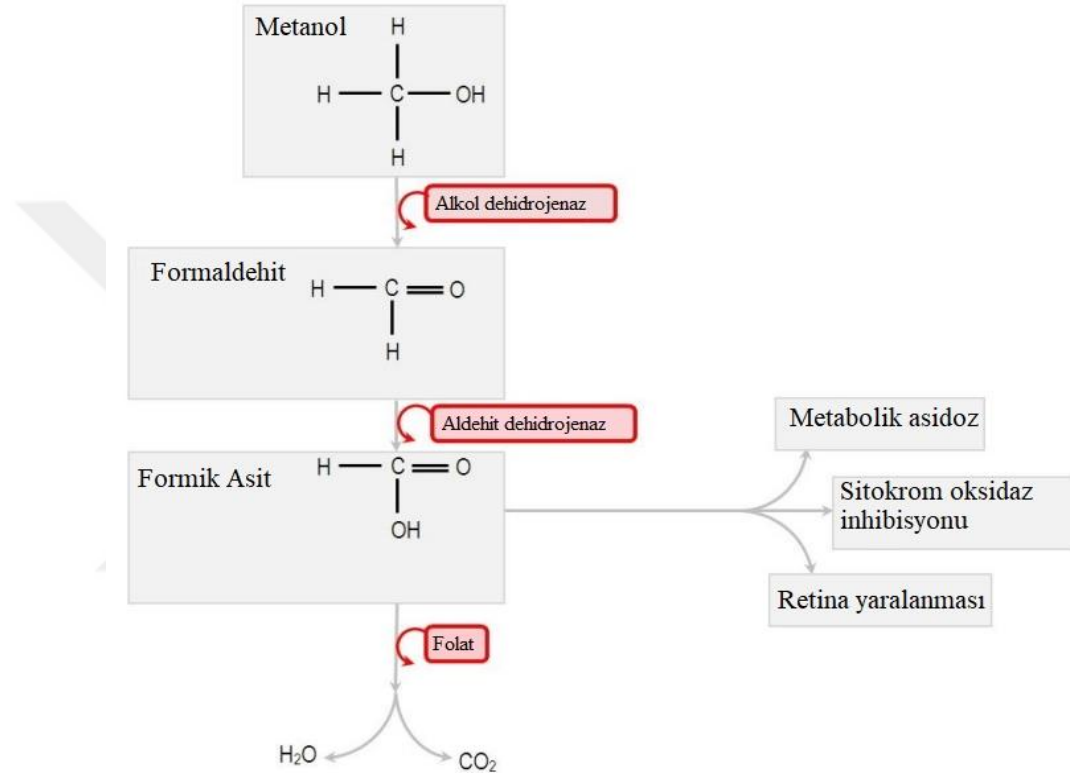 Metanol
H
H C OH
H
Alkol dehidrojenaz
Formaldehit
H C O
H
Aldehit dehidrojenaz
Formik Asit
H C O
OH
Metabolik asidoz
Sitokrom oksidaz
inhibisyonu
Retina yaralanması
Folat
H₂O
CO₂